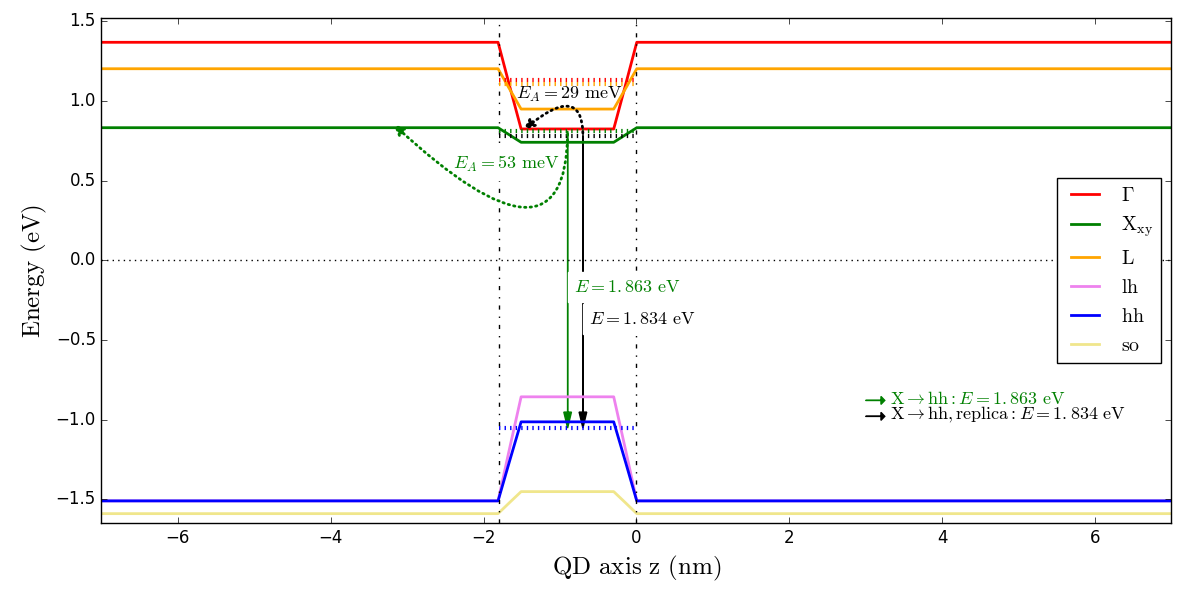 1.5
1.0
0.5
0.0
−0.5
−1.0
−1.5
Energy (eV)
E_A = 29 meV
E_A = 53 meV
E = 1.863 eV
E = 1.834 eV
Γ
X_xy
L
lh
hh
so
X → hh : E = 1.863 eV
X → hh, replica : E = 1.834 eV
−6 −4 −2 0 2 4 6
QD axis z (nm)